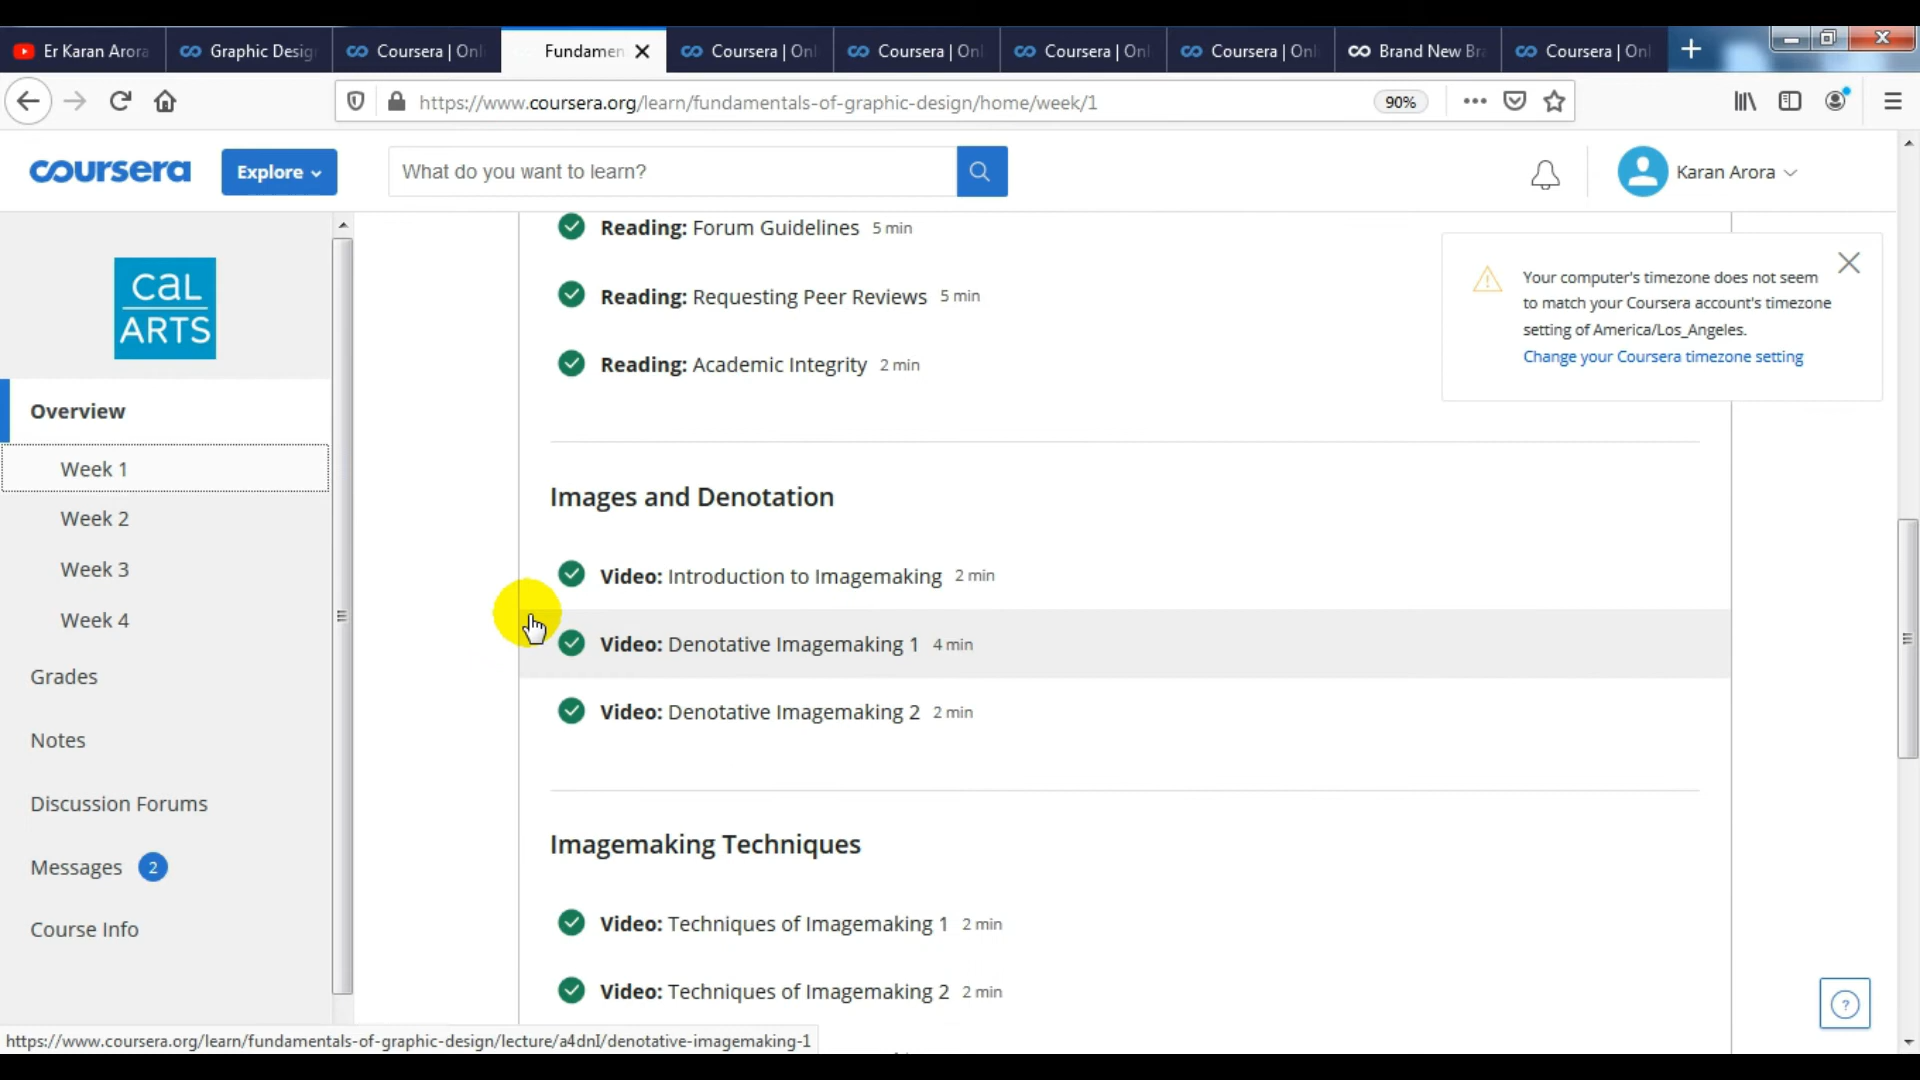 Er Karan Arora
Graphic Desig
Coursera | Onl
Fundamen
Coursera | Onl
Coursera | Onl
Coursera | Onl
Coursera | Onl
Brand New Bra
Coursera | Onl
https://www.coursera.org/learn/fundamentals-of-graphic-design/home/week/1
90%
coursera
Explore
What do you want to learn?
Karan Arora
CaL
ARTS
Overview
Week 1
Week 2
Week 3
Week 4
Grades
Notes
Discussion Forums
Messages 2
Course Info
Reading: Forum Guidelines 5 min
Reading: Requesting Peer Reviews 5 min
Reading: Academic Integrity 2 min
Images and Denotation
Video: Introduction to Imagemaking 2 min
Video: Denotative Imagemaking 1 4 min
Video: Denotative Imagemaking 2 2 min
Imagemaking Techniques
Video: Techniques of Imagemaking 1 2 min
Video: Techniques of Imagemaking 2 2 min
Your computer's timezone does not seem
to match your Coursera account's timezone
setting of America/Los_Angeles.
Change your Coursera timezone setting
?
https://www.coursera.org/learn/fundamentals-of-graphic-design/lecture/a4dnI/denotative-imagemaking-1